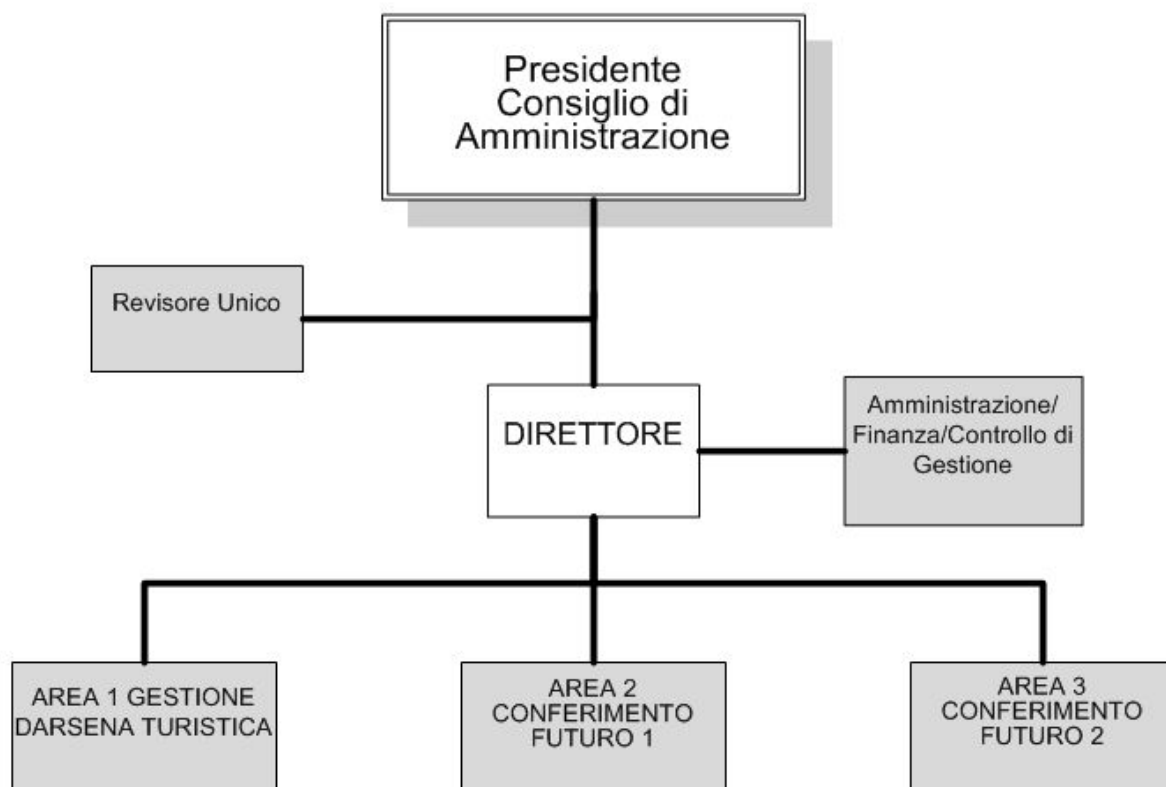 Presidente
Consiglio di
Amministrazione
Revisore Unico
DIRETTORE
Amministrazione/
Finanza/Controllo di
Gestione
AREA 1 GESTIONE
DARSENA TURISTICA
AREA 2
CONFERIMENTO
FUTURO 1
AREA 3
CONFERIMENTO
FUTURO 2